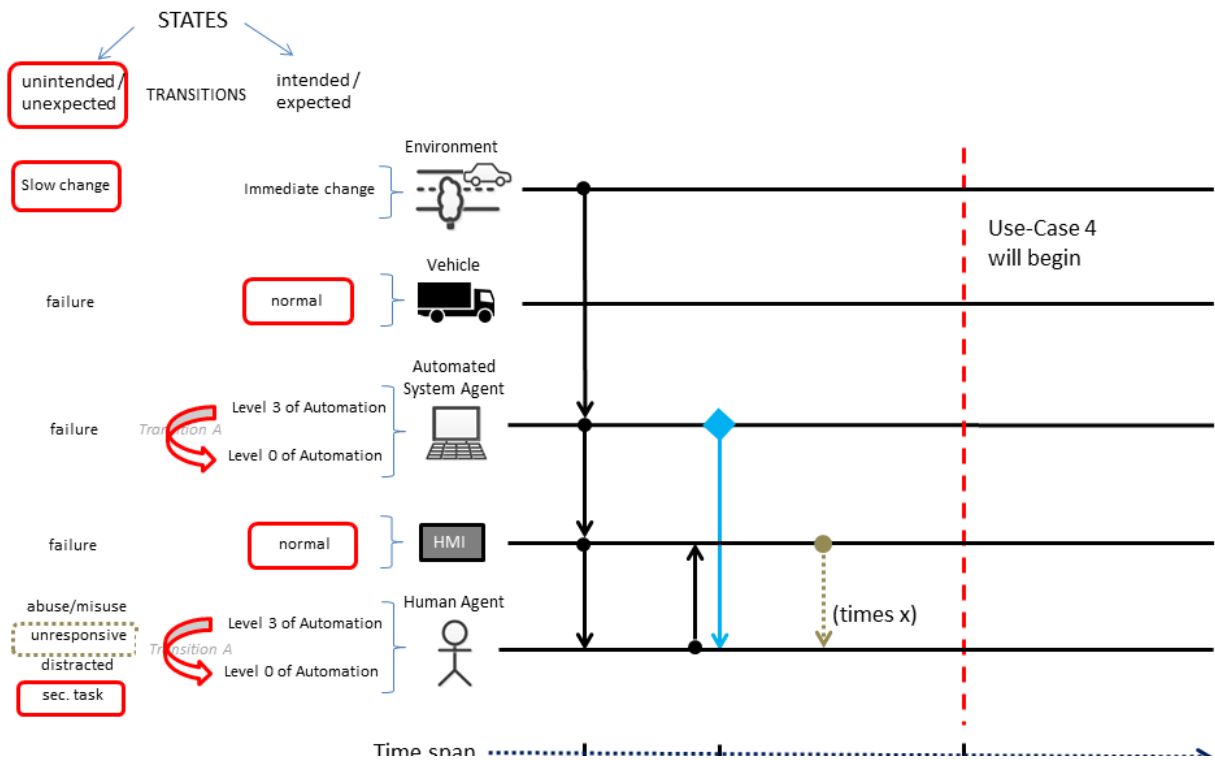 STATES
unintended/
unexpected
TRANSITIONS
intended/
expected
Environment
Slow change
Immediate change
Use-Case 4
will begin
Vehicle
failure
normal
Automated
System Agent
Level 3 of Automation
failure
Transition A
Level 0 of Automation
failure
normal
HMI
Human Agent
abuse/misuse
Level 3 of Automation
(times x)
unresponsive
Transition A
distracted
Level 0 of Automation
sec. task
Time span